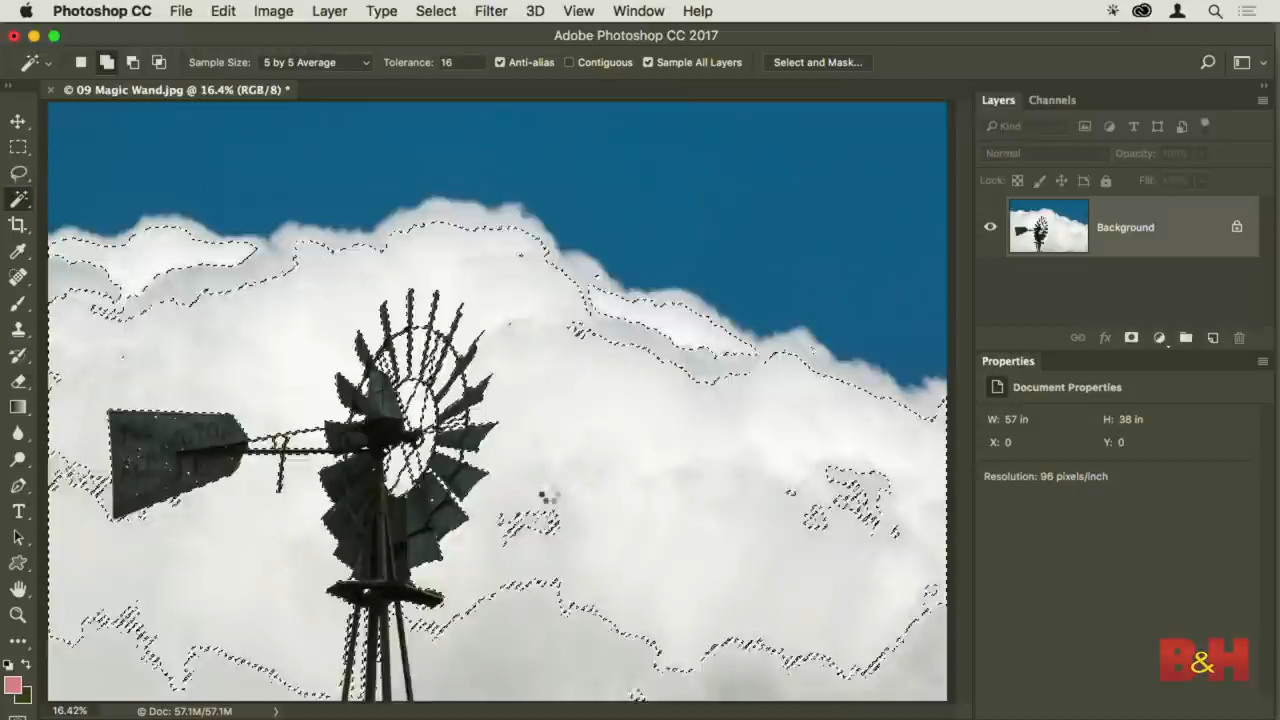 Photoshop CC File Edit Image Layer Type Select Filter 3D View Window Help
Adobe Photoshop CC 2017
Sample Size: 5 by 5 Average Tolerance: 16 Anti-alias Contiguous Sample All Layers Select and Mask...
× © 09 Magic Wand.jpg @ 16.4% (RGB/8) *
Layers Channels
Kind
Normal Opacity: 100%
Lock: Fill: 100%
Background
fx
Properties
Document Properties
W: 57 in H: 38 in
X: 0 Y: 0
Resolution: 96 pixels/inch
B&H
16.42% © Doc: 57.1M/57.1M